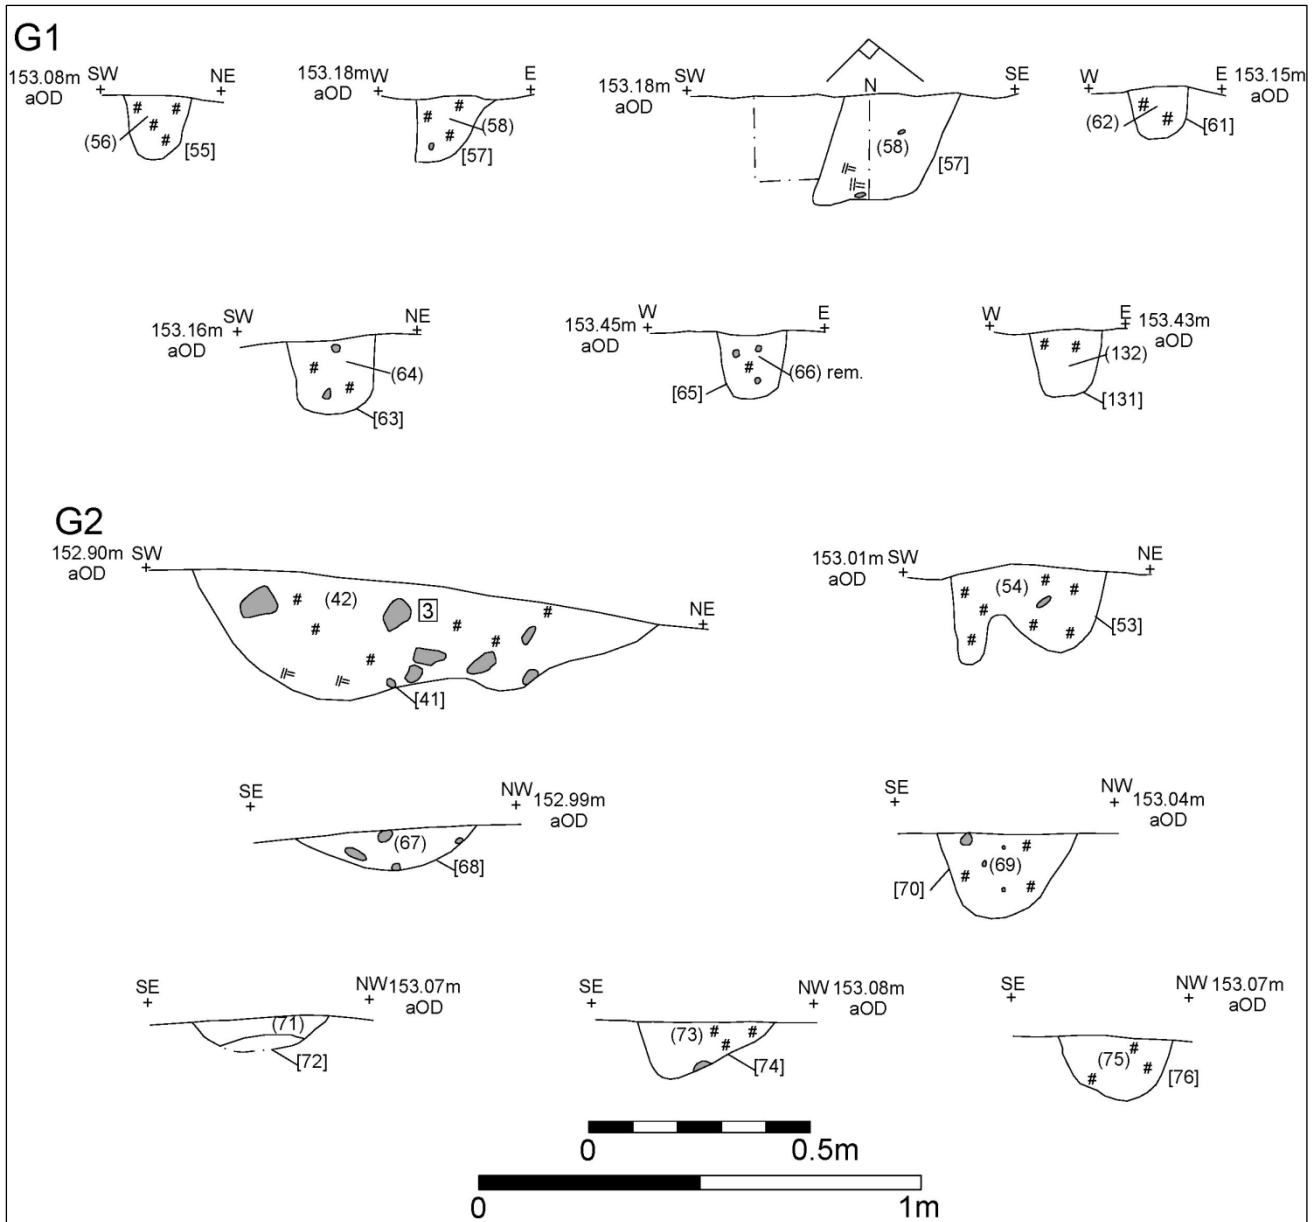 G1
153.08m SW NE
aOD
# # # #
(56)
[55]
153.18m W E
aOD
# # #
(58)
[57]
153.18m SW N SE
aOD
(58)
[57]
W E 153.15m
aOD
# #
(62)
[61]
SW NE
153.16m
aOD
# #
(64)
[63]
W E
153.45m
aOD
#
(66) rem.
[65]
W E 153.43m
aOD
# #
(132)
[131]
G2
152.90m SW NE
aOD
(42) 3
# # # # # #
[41]
153.01m SW NE
aOD
(54)
# # # # # # #
[53]
SE NW 152.99m
aOD
(67)
[68]
SE NW 153.04m
aOD
# # #
(69)
[70]
SE NW 153.07m
aOD
(71)
[72]
SE NW 153.08m
aOD
(73) # # #
[74]
SE NW 153.07m
aOD
(75) # # #
[76]
0 0.5m
0 1m